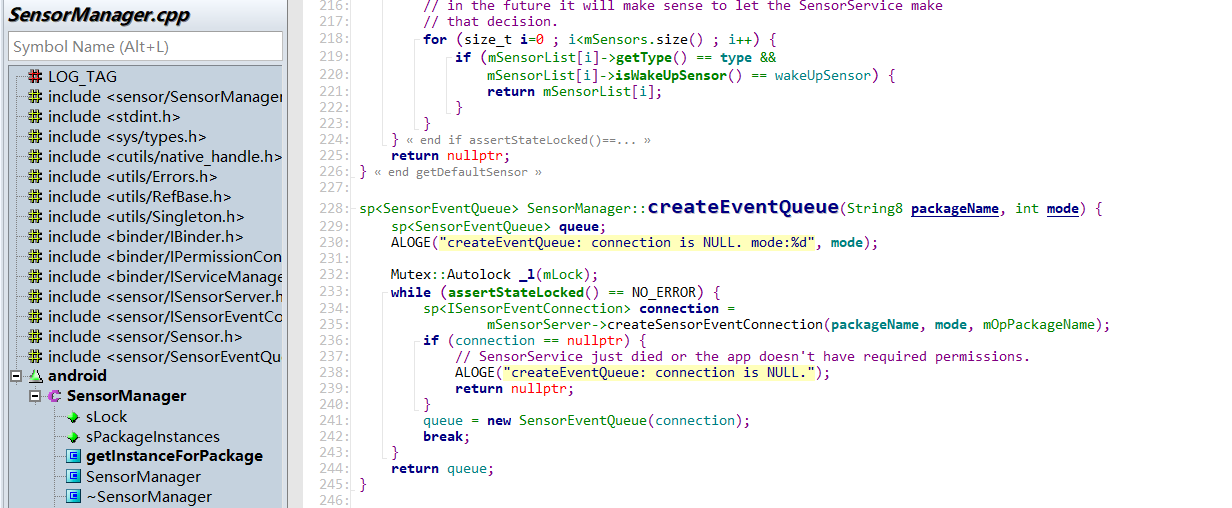 SensorManager.cpp
Symbol Name (Alt+L)
LOG_TAG
include <sensor/SensorManager
include <stdint.h>
include <sys/types.h>
include <cutils/native_handle.h>
include <utils/Errors.h>
include <utils/RefBase.h>
include <utils/Singleton.h>
include <binder/IBinder.h>
include <binder/IPermissionCon
include <binder/IServiceManage
include <sensor/ISensorServer.h
include <sensor/ISensorEventCo
include <sensor/Sensor.h>
include <sensor/SensorEventQu
android
SensorManager
sLock
sPackageInstances
getInstanceForPackage
SensorManager
~SensorManager
216: // in the future it will make sense to let the SensorService make
217: // that decision.
218: for (size_t i=0 ; i<mSensors.size() ; i++) {
219: if (mSensorList[i]->getType() == type &&
220: mSensorList[i]->isWakeUpSensor() == wakeUpSensor) {
221: return mSensorList[i];
222: }
223: }
224: } « end if assertStateLocked()==... »
225: return nullptr;
226: } « end getDefaultSensor »
227:
228: sp<SensorEventQueue> SensorManager::createEventQueue(String8 packageName, int mode) {
229: sp<SensorEventQueue> queue;
230: ALOGE("createEventQueue: connection is NULL. mode:%d", mode);
231:
232: Mutex::Autolock _l(mLock);
233: while (assertStateLocked() == NO_ERROR) {
234: sp<ISensorEventConnection> connection =
235: mSensorServer->createSensorEventConnection(packageName, mode, mOpPackageName);
236: if (connection == nullptr) {
237: // SensorService just died or the app doesn't have required permissions.
238: ALOGE("createEventQueue: connection is NULL.");
239: return nullptr;
240: }
241: queue = new SensorEventQueue(connection);
242: break;
243: }
244: return queue;
245: }
246: